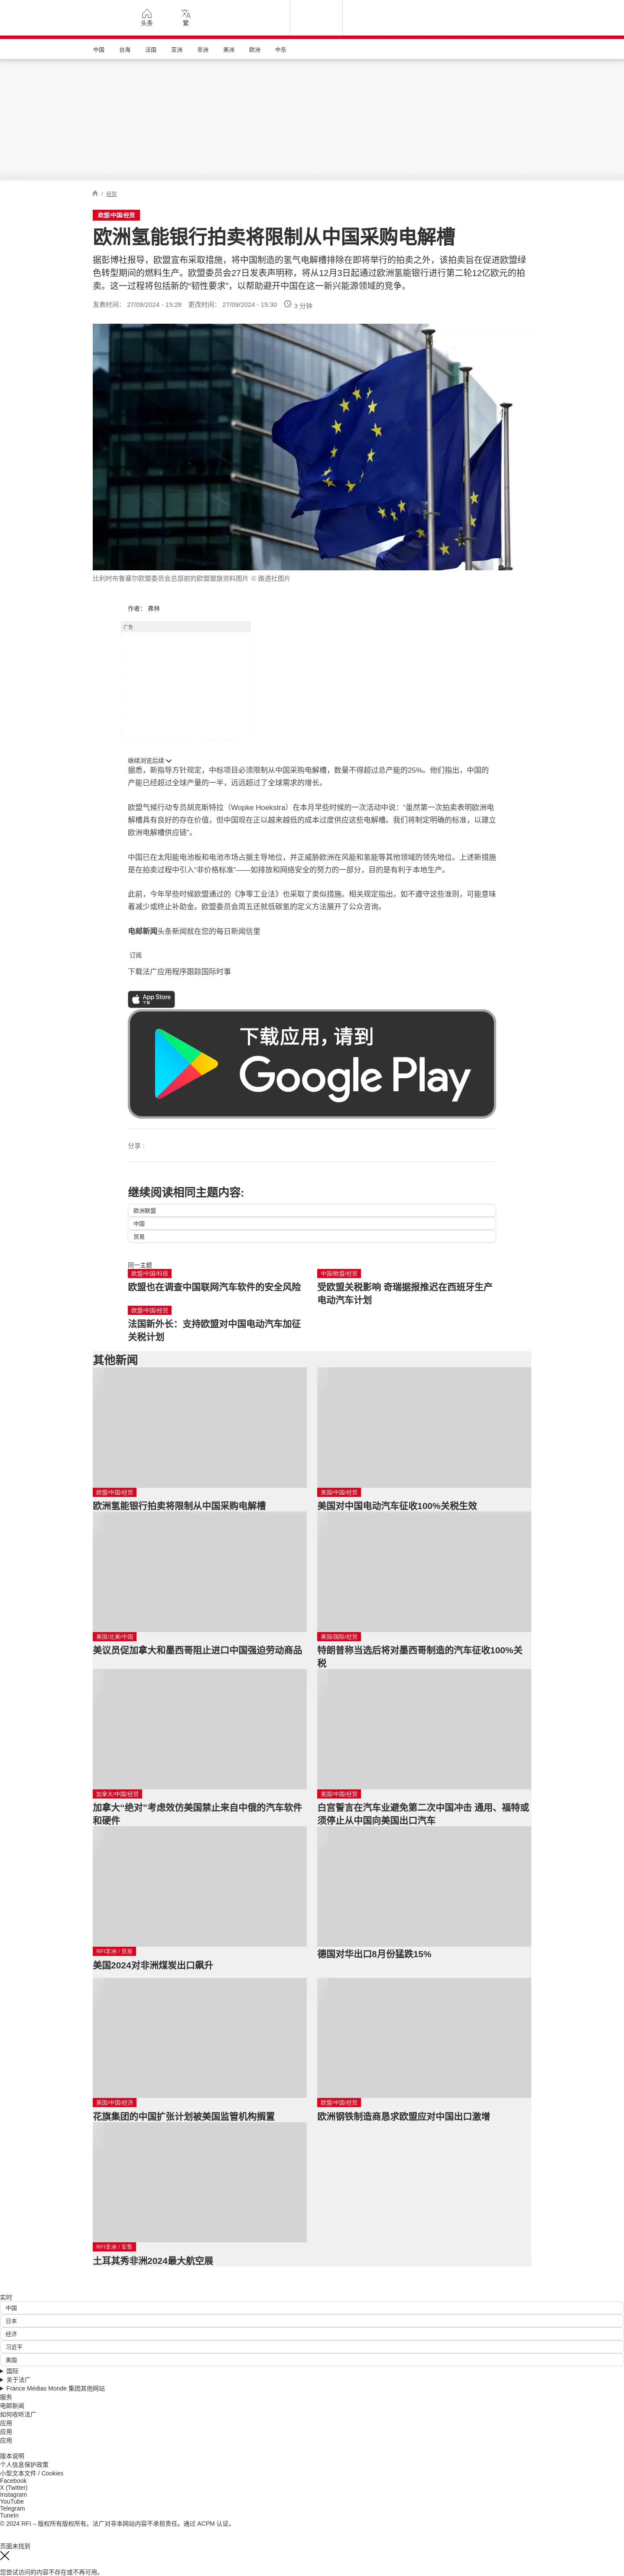 头条
繁
中国
台海
法国
亚洲
非洲
美洲
欧洲
中东
/ 经贸
欧盟/中国/经贸
欧洲氢能银行拍卖将限制从中国采购电解槽
据彭博社报导，欧盟宣布采取措施，将中国制造的氢气电解槽排除在即将举行的拍卖之外，该拍卖旨在促进欧盟绿
色转型期间的燃料生产。欧盟委员会27日发表声明称，将从12月3日起通过欧洲氢能银行进行第二轮12亿欧元的拍
卖。这一过程将包括新的“韧性要求”，以帮助避开中国在这一新兴能源领域的竞争。
发表时间： 27/09/2024 - 15:28 更改时间： 27/09/2024 - 15:30 3 分钟
比利时布鲁塞尔欧盟委员会总部前的欧盟盟旗资料图片 © 路透社图片
作者： 弗林
广告
继续浏览后续
据悉，新指导方针规定，中标项目必须限制从中国采购电解槽，数量不得超过总产能的25%。他们指出，中国的
产能已经超过全球产量的一半，远远超过了全球需求的增长。
欧盟气候行动专员胡克斯特拉（Wopke Hoekstra）在本月早些时候的一次活动中说：“虽然第一次拍卖表明欧洲电
解槽具有良好的存在价值，但中国现在正以越来越低的成本过度供应这些电解槽。我们将制定明确的标准，以建立
欧洲电解槽供应链”。
中国已在太阳能电池板和电池市场占据主导地位，并正威胁欧洲在风能和氢能等其他领域的领先地位。上述新措施
是在拍卖过程中引入“非价格标准”——如排放和网络安全的努力的一部分，目的是有利于本地生产。
此前，今年早些时候欧盟通过的《净零工业法》也采取了类似措施。相关规定指出，如不遵守这些准则，可能意味
着减少或终止补助金。欧盟委员会周五还就低碳氢的定义方法展开了公众咨询。
电邮新闻头条新闻就在您的每日新闻信里
订阅
下载法广应用程序跟踪国际时事
App Store
下载
下载应用，请到
Google Play
分享 :
继续阅读相同主题内容:
欧洲联盟
中国
贸易
同一主题
欧盟/中国/科技
欧盟也在调查中国联网汽车软件的安全风险
中国/欧盟/经贸
受欧盟关税影响 奇瑞据报推迟在西班牙生产
电动汽车计划
欧盟/中国/经贸
法国新外长：支持欧盟对中国电动汽车加征
关税计划
其他新闻
欧盟/中国/经贸
欧洲氢能银行拍卖将限制从中国采购电解槽
美国/中国/经贸
美国对中国电动汽车征收100%关税生效
美国/北美/中国
美议员促加拿大和墨西哥阻止进口中国强迫劳动商品
美国/国际/经贸
特朗普称当选后将对墨西哥制造的汽车征收100%关
税
加拿大/中国/经贸
加拿大“绝对”考虑效仿美国禁止来自中俄的汽车软件
和硬件
美国/中国/经贸
白宫誓言在汽车业避免第二次中国冲击 通用、福特或
须停止从中国向美国出口汽车
RFI非洲 / 贸易
美国2024对非洲煤炭出口飙升
德国对华出口8月份猛跌15%
美国/中国/经济
花旗集团的中国扩张计划被美国监管机构搁置
欧盟/中国/经贸
欧洲钢铁制造商恳求欧盟应对中国出口激增
RFI非洲 / 军售
土耳其秀非洲2024最大航空展
实时
中国
日本
经济
习近平
美国
国际
关于法广
France Médias Monde 集团其他网站
服务
电邮新闻
如何收听法广
应用
应用
应用
版本说明
个人信息保护政策
小型文本文件 / Cookies
Facebook
X (Twitter)
Instagram
YouTube
Telegram
TuneIn
© 2024 RFI – 版权所有版权所有。法广对非本网站内容不承担责任。通过 ACPM 认证。
页面未找到
您尝试访问的内容不存在或不再可用。